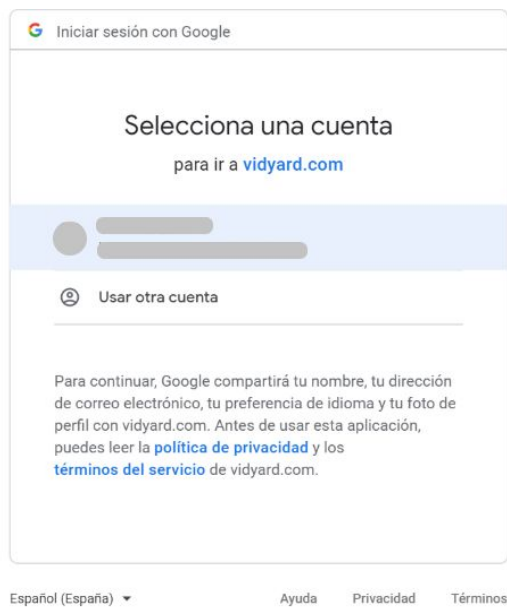 Iniciar sesión con Google
Selecciona una cuenta
para ir a vidyard.com
Usar otra cuenta
Para continuar, Google compartirá tu nombre, tu dirección
de correo electrónico, tu preferencia de idioma y tu foto de
perfil con vidyard.com. Antes de usar esta aplicación,
puedes leer la política de privacidad y los
términos del servicio de vidyard.com.
Español (España) Ayuda Privacidad Términos